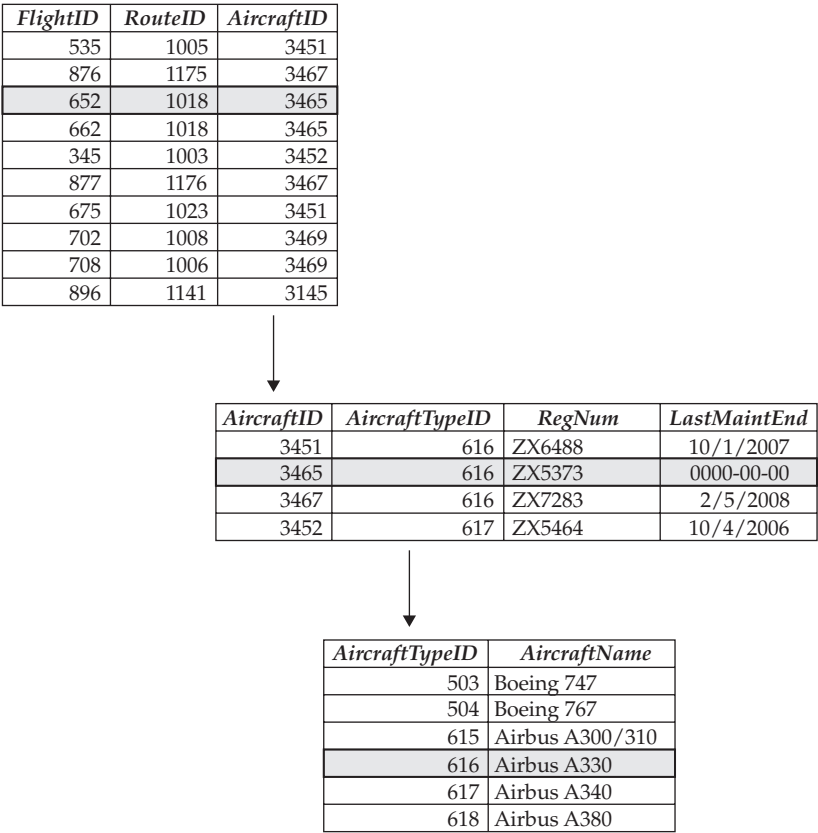 FlightID RouteID AircraftID
535 1005 3451
876 1175 3467
652 1018 3465
662 1018 3465
345 1003 3452
877 1176 3467
675 1023 3451
702 1008 3469
708 1006 3469
896 1141 3145
AircraftID AircraftTypeID RegNum LastMaintEnd
3451 616 ZX6488 10/1/2007
3465 616 ZX5373 0000-00-00
3467 616 ZX7283 2/5/2008
3452 617 ZX5464 10/4/2006
AircraftTypeID AircraftName
503 Boeing 747
504 Boeing 767
615 Airbus A300/310
616 Airbus A330
617 Airbus A340
618 Airbus A380